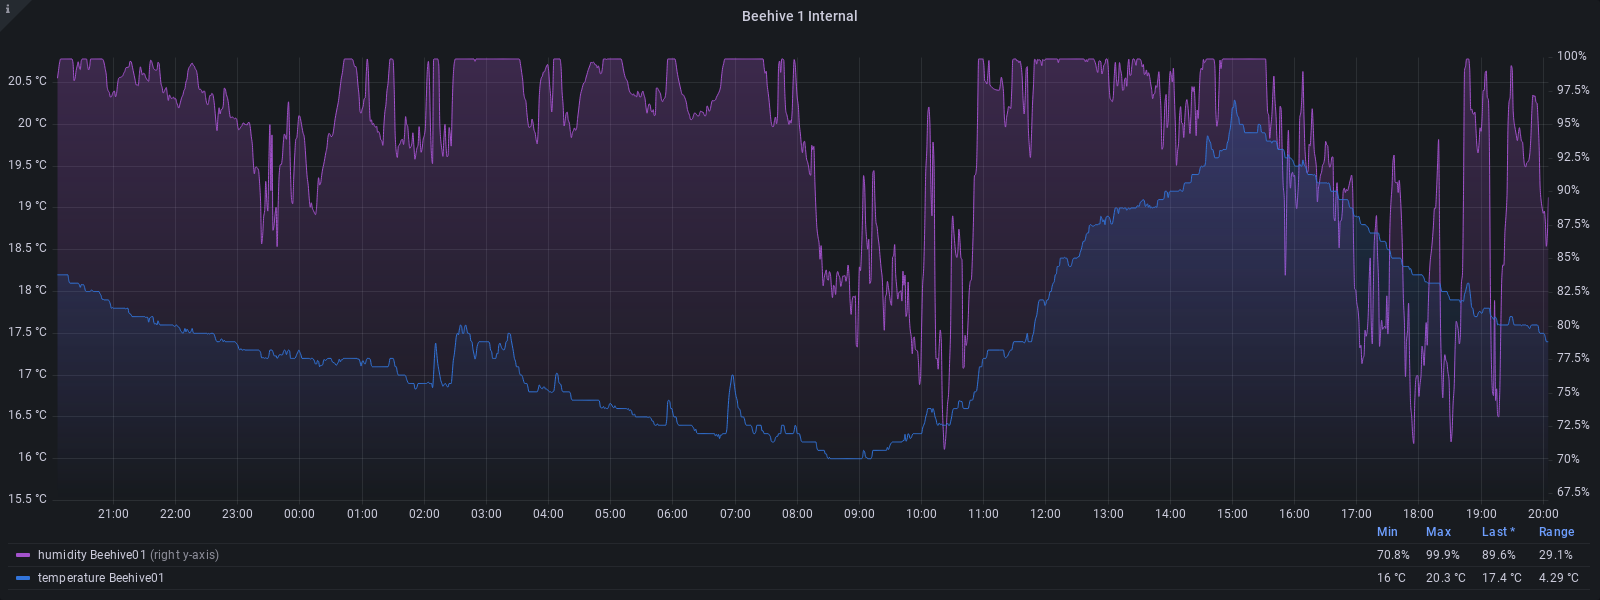 i
Beehive 1 Internal
20.5 °C
20 °C
19.5 °C
19 °C
18.5 °C
18 °C
17.5 °C
17 °C
16.5 °C
16 °C
15.5 °C
100%
97.5%
95%
92.5%
90%
87.5%
85%
82.5%
80%
77.5%
75%
72.5%
70%
67.5%
21:00 22:00 23:00 00:00 01:00 02:00 03:00 04:00 05:00 06:00 07:00 08:00 09:00 10:00 11:00 12:00 13:00 14:00 15:00 16:00 17:00 18:00 19:00 20:00
Min Max Last * Range
humidity Beehive01 (right y-axis) 70.8% 99.9% 89.6% 29.1%
temperature Beehive01 16 °C 20.3 °C 17.4 °C 4.29 °C